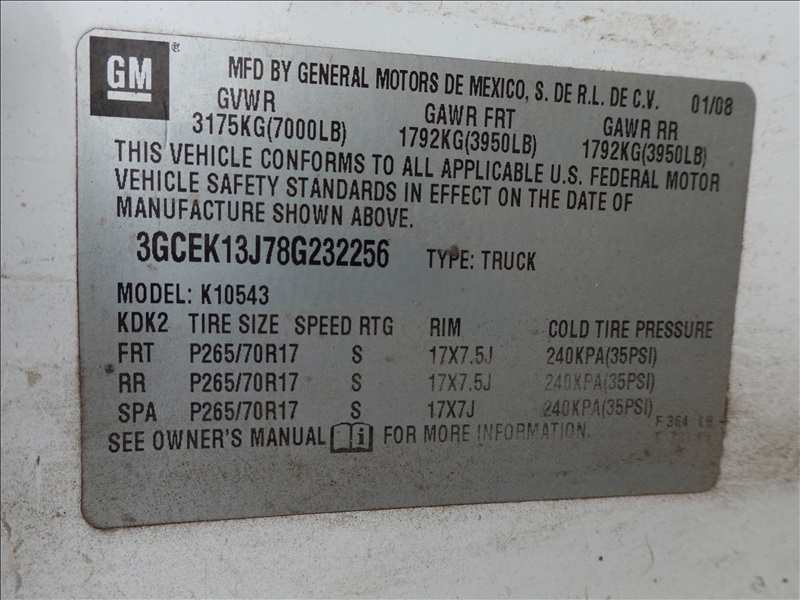 GM ®
MFD BY GENERAL MOTORS DE MEXICO, S. DE R.L. DE C.V. 01/08
GVWR GAWR FRT GAWR RR
3175KG(7000LB) 1792KG(3950LB) 1792KG(3950LB)
THIS VEHICLE CONFORMS TO ALL APPLICABLE U.S. FEDERAL MOTOR
VEHICLE SAFETY STANDARDS IN EFFECT ON THE DATE OF
MANUFACTURE SHOWN ABOVE.
3GCEK13J78G232256 TYPE: TRUCK
MODEL: K10543
KDK2 TIRE SIZE SPEED RTG RIM COLD TIRE PRESSURE
FRT P265/70R17 S 17X7.5J 240KPA(35PSI)
RR P265/70R17 S 17X7.5J 240KPA(35PSI)
SPA P265/70R17 S 17X7J 240KPA(35PSI)
SEE OWNER'S MANUAL i FOR MORE INFORMATION.
F 364